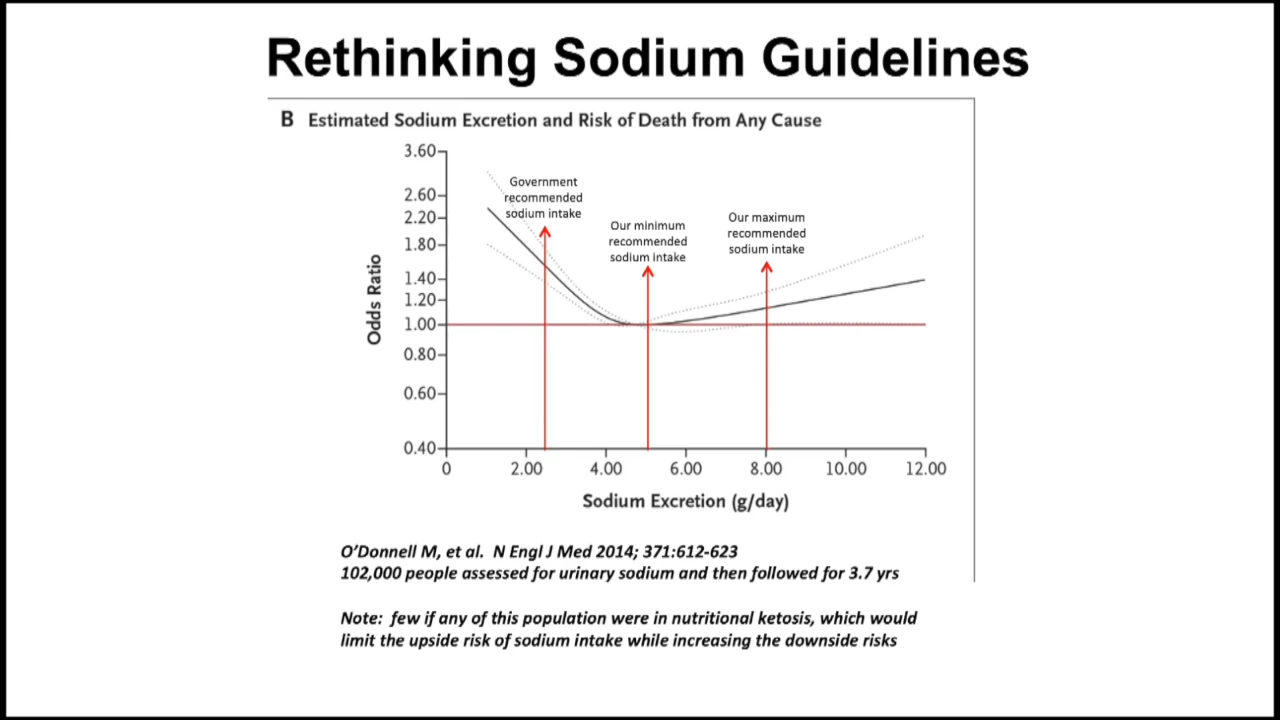 Rethinking Sodium Guidelines
B Estimated Sodium Excretion and Risk of Death from Any Cause
3.60
2.60
2.20
1.80
1.40
1.20
1.00
0.80
0.60
0.40
Odds Ratio
Government
recommended
sodium intake
Our minimum
recommended
sodium intake
Our maximum
recommended
sodium intake
0 2.00 4.00 6.00 8.00 10.00 12.00
Sodium Excretion (g/day)
O'Donnell M, et al. N Engl J Med 2014; 371:612-623
102,000 people assessed for urinary sodium and then followed for 3.7 yrs
Note: few if any of this population were in nutritional ketosis, which would
limit the upside risk of sodium intake while increasing the downside risks